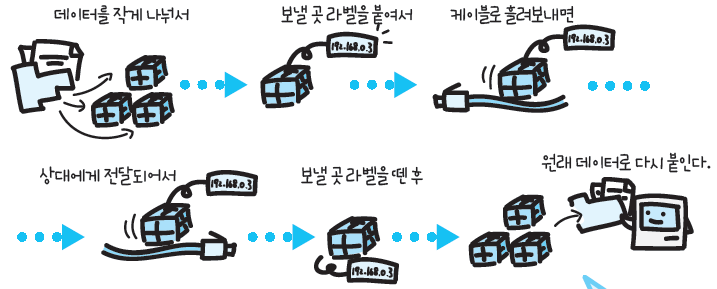 데이터를 작게 나눠서
보낼 곳 라벨을 붙여서
케이블로 흘려보내면
192.168.0.3
192.168.0.3
상대에게 전달되어서
보낼 곳 라벨을 뗀 후
원래 데이터로 다시 붙인다.
192.168.0.3
192.168.0.3